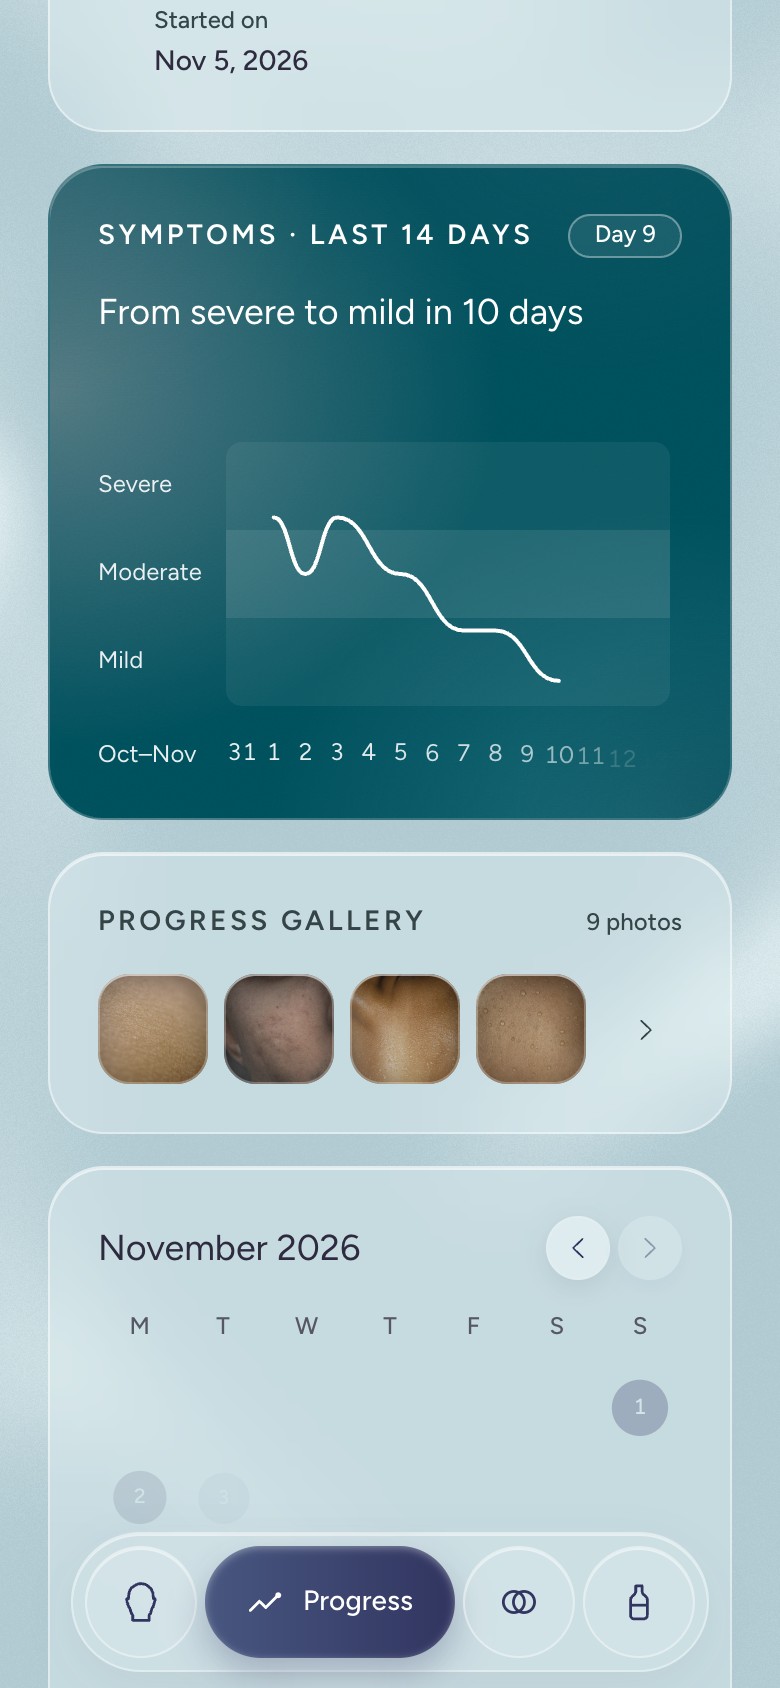 Started on
Nov 5, 2026
SYMPTOMS · LAST 14 DAYS
Day 9
From severe to mild in 10 days
Severe
Moderate
Mild
Oct–Nov 31 1 2 3 4 5 6 7 8 9 10 11 12
PROGRESS GALLERY
9 photos
November 2026
M T W T F S S
1
2 3
Progress